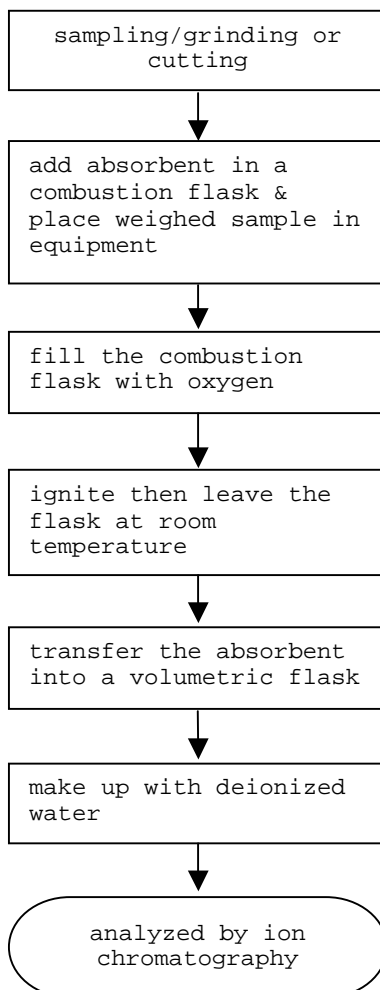 sampling/grinding or
cutting
add absorbent in a
combustion flask &
place weighed sample in
equipment
fill the combustion
flask with oxygen
ignite then leave the
flask at room
temperature
transfer the absorbent
into a volumetric flask
make up with deionized
water
analyzed by ion
chromatography